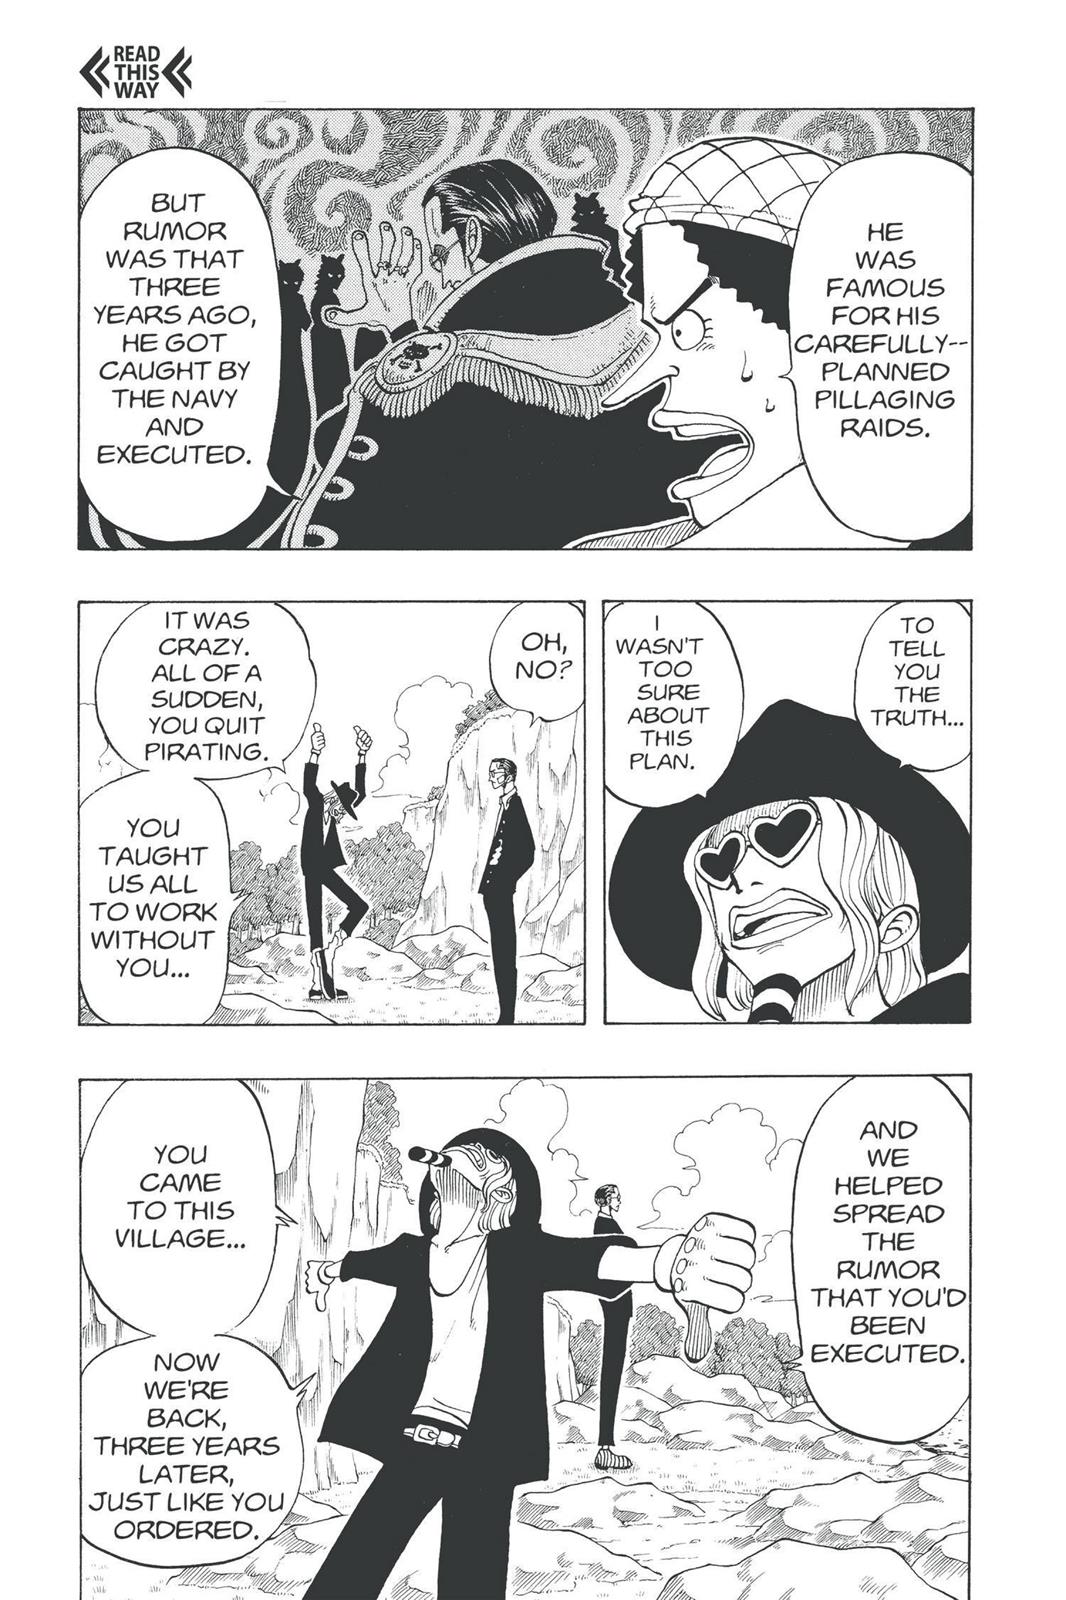 READ
THIS
WAY
HE
WAS
FAMOUS
FOR HIS
CAREFULLY--
PLANNED
PILLAGING
RAIDS.
BUT
RUMOR
WAS THAT
THREE
YEARS AGO,
HE GOT
CAUGHT BY
THE NAVY
AND
EXECUTED.
TO
TELL
YOU
THE
TRUTH...
I
WASN'T
TOO
SURE
ABOUT
THIS
PLAN.
OH,
NO?
IT WAS
CRAZY.
ALL OF A
SUDDEN,
YOU QUIT
PIRATING.
YOU
TAUGHT
US ALL
TO WORK
WITHOUT
YOU...
AND
WE
HELPED
SPREAD
THE
RUMOR
THAT YOU'D
BEEN
EXECUTED.
YOU
CAME
TO THIS
VILLAGE...
NOW
WE'RE
BACK,
THREE YEARS
LATER,
JUST LIKE YOU
ORDERED.